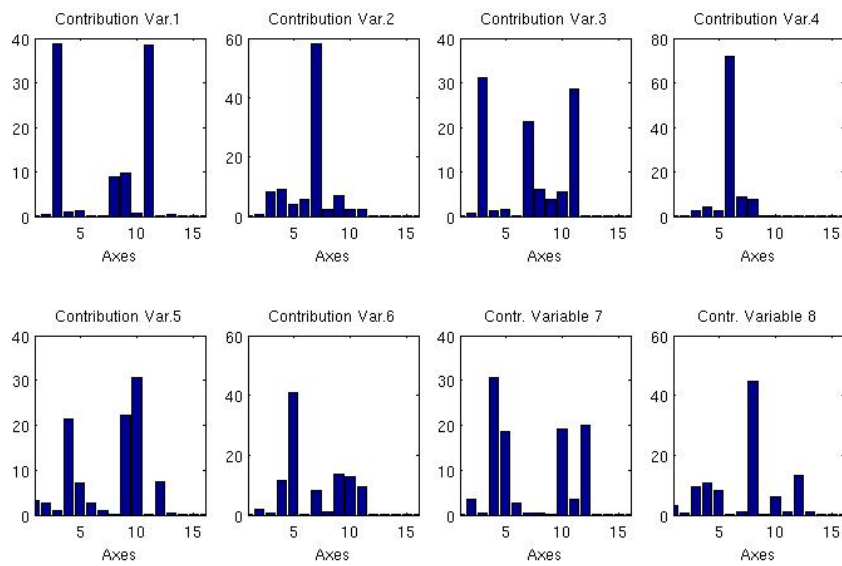 Contribution Var.1
Contribution Var.2
Contribution Var.3
Contribution Var.4
40
30
20
10
0
5 10 15
Axes
60
40
20
0
5 10 15
Axes
40
30
20
10
0
5 10 15
Axes
80
60
40
20
0
5 10 15
Axes
Contribution Var.5
Contribution Var.6
Contr. Variable 7
Contr. Variable 8
40
30
20
10
0
5 10 15
Axes
60
40
20
0
5 10 15
Axes
40
30
20
10
0
5 10 15
Axes
60
40
20
0
5 10 15
Axes